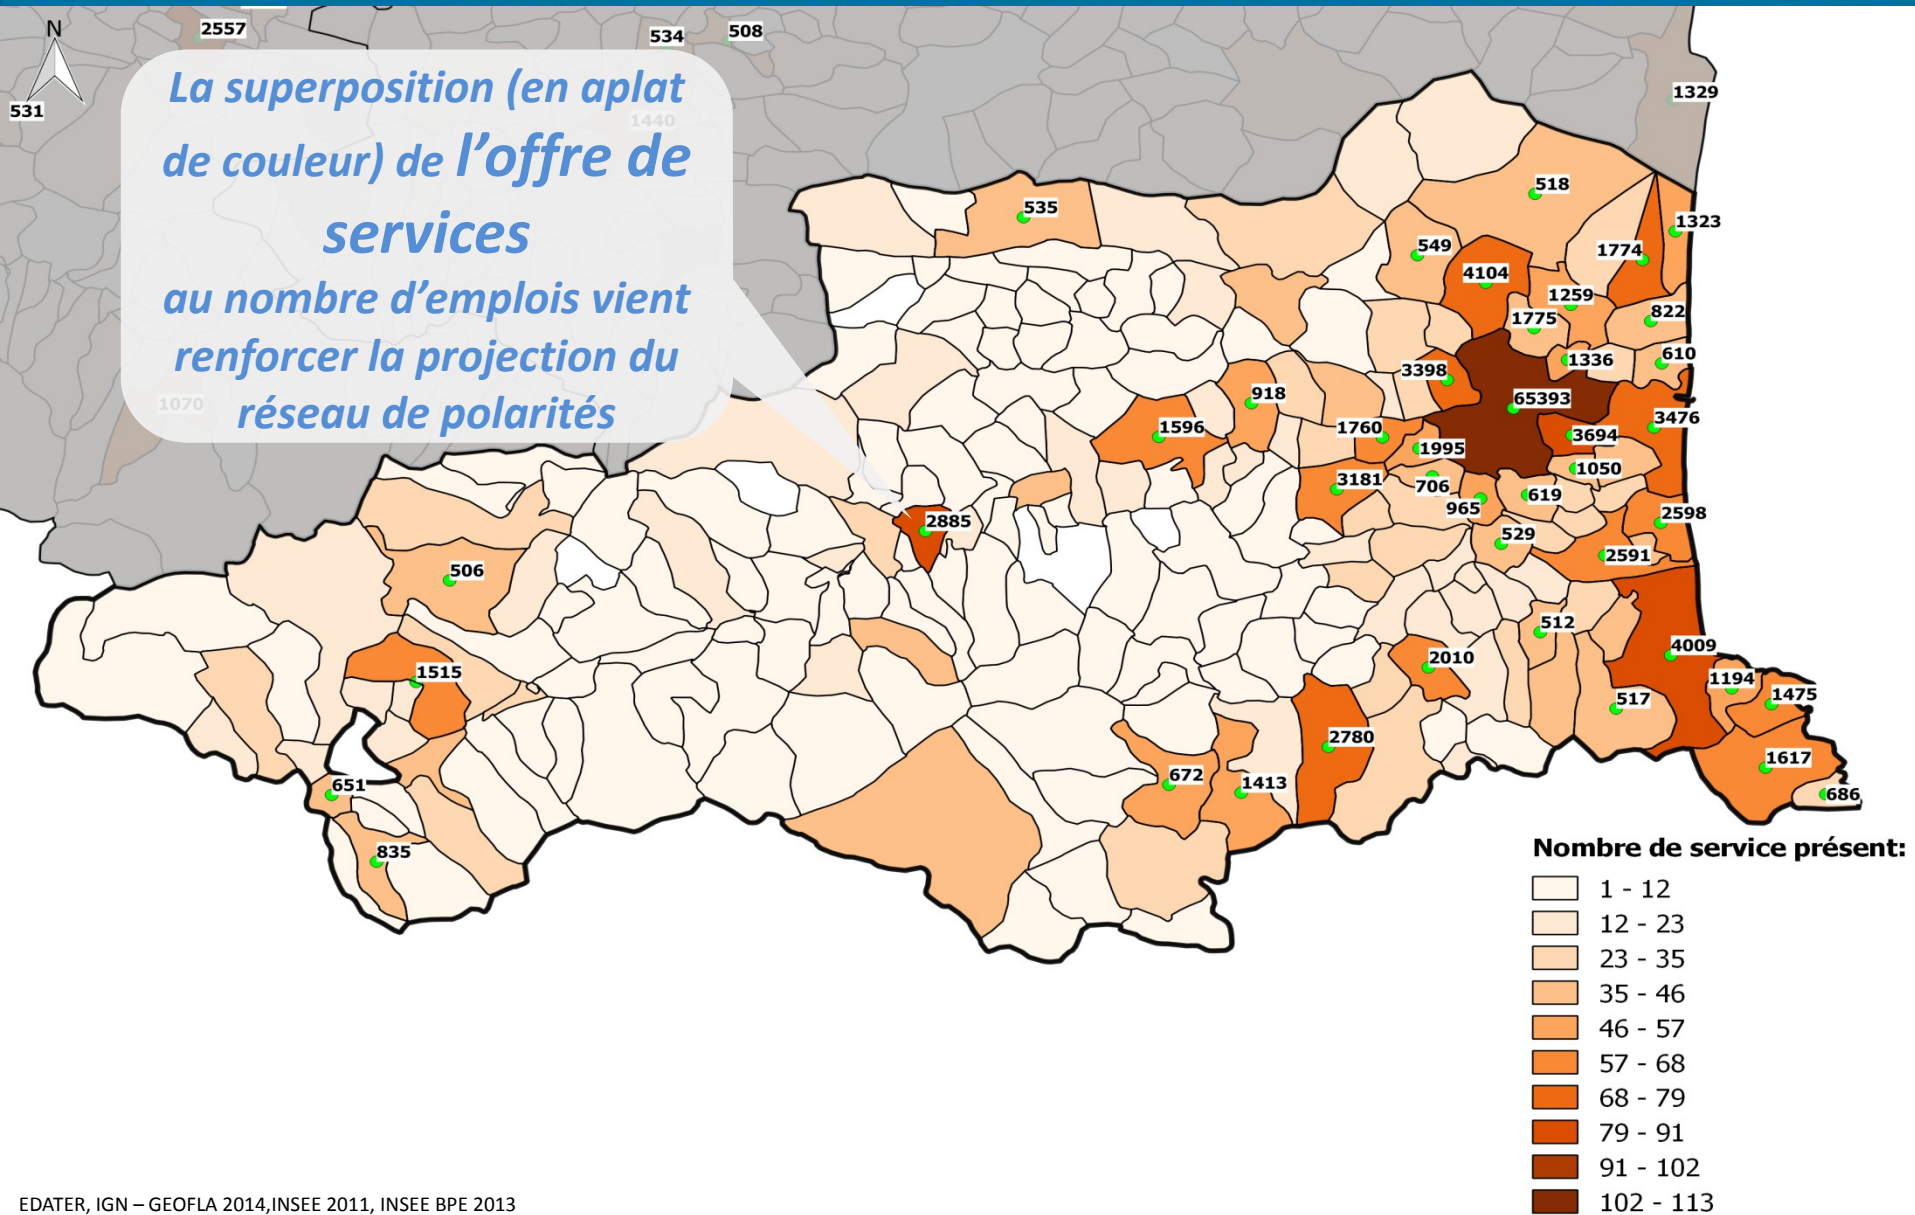 N
2557
534
508
531
1440
1329
La superposition (en aplat
de couleur) de l’offre de
services
au nombre d’emplois vient
renforcer la projection du
réseau de polarités
1070
518
535
1323
549
1774
4104
1259
822
1775
1336
610
3398
918
65393
3476
1596
1760
3694
1995
1050
3181
706
619
965
2598
2885
529
2591
506
512
4009
2010
1515
1194
1475
517
2780
1617
672
1413
651
686
835
Nombre de service présent:
1 - 12
12 - 23
23 - 35
35 - 46
46 - 57
57 - 68
68 - 79
79 - 91
91 - 102
102 - 113
EDATER, IGN – GEOFLA 2014,INSEE 2011, INSEE BPE 2013